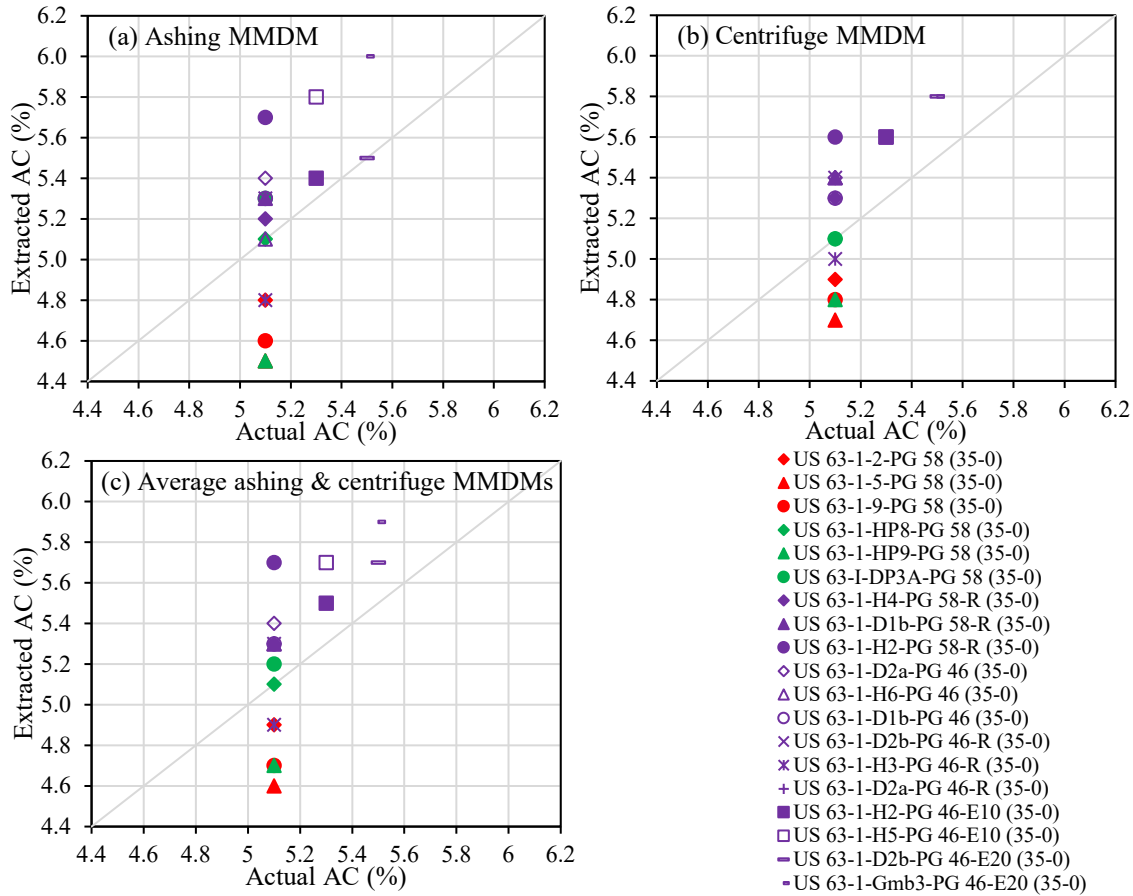 (a) Ashing MMDM
Extracted AC (%)
6.2
6.0
5.8
5.6
5.4
5.2
5.0
4.8
4.6
4.4
4.4 4.6 4.8 5 5.2 5.4 5.6 5.8 6 6.2
Actual AC (%)
(b) Centrifuge MMDM
Extracted AC (%)
6.2
6.0
5.8
5.6
5.4
5.2
5.0
4.8
4.6
4.4
4.4 4.6 4.8 5 5.2 5.4 5.6 5.8 6 6.2
Actual AC (%)
(c) Average ashing & centrifuge MMDMs
Extracted AC (%)
6.2
6.0
5.8
5.6
5.4
5.2
5.0
4.8
4.6
4.4
4.4 4.6 4.8 5 5.2 5.4 5.6 5.8 6 6.2
Actual AC (%)
US 63-1-2-PG 58 (35-0)
US 63-1-5-PG 58 (35-0)
US 63-1-9-PG 58 (35-0)
US 63-1-HP8-PG 58 (35-0)
US 63-1-HP9-PG 58 (35-0)
US 63-I-DP3A-PG 58 (35-0)
US 63-1-H4-PG 58-R (35-0)
US 63-1-D1b-PG 58-R (35-0)
US 63-1-H2-PG 58-R (35-0)
US 63-1-D2a-PG 46 (35-0)
US 63-1-H6-PG 46 (35-0)
US 63-1-D1b-PG 46 (35-0)
US 63-1-D2b-PG 46-R (35-0)
US 63-1-H3-PG 46-R (35-0)
US 63-1-D2a-PG 46-R (35-0)
US 63-1-H2-PG 46-E10 (35-0)
US 63-1-H5-PG 46-E10 (35-0)
US 63-1-D2b-PG 46-E20 (35-0)
US 63-1-Gmb3-PG 46-E20 (35-0)